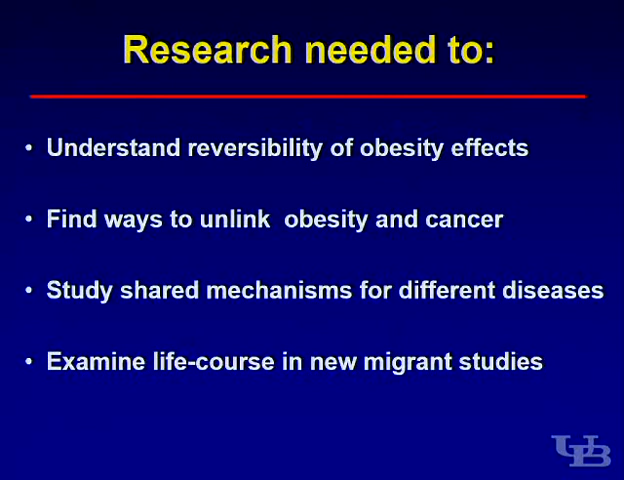 Research needed to:
• Understand reversibility of obesity effects
• Find ways to unlink  obesity and cancer
• Study shared mechanisms for different diseases
• Examine life-course in new migrant studies
UB